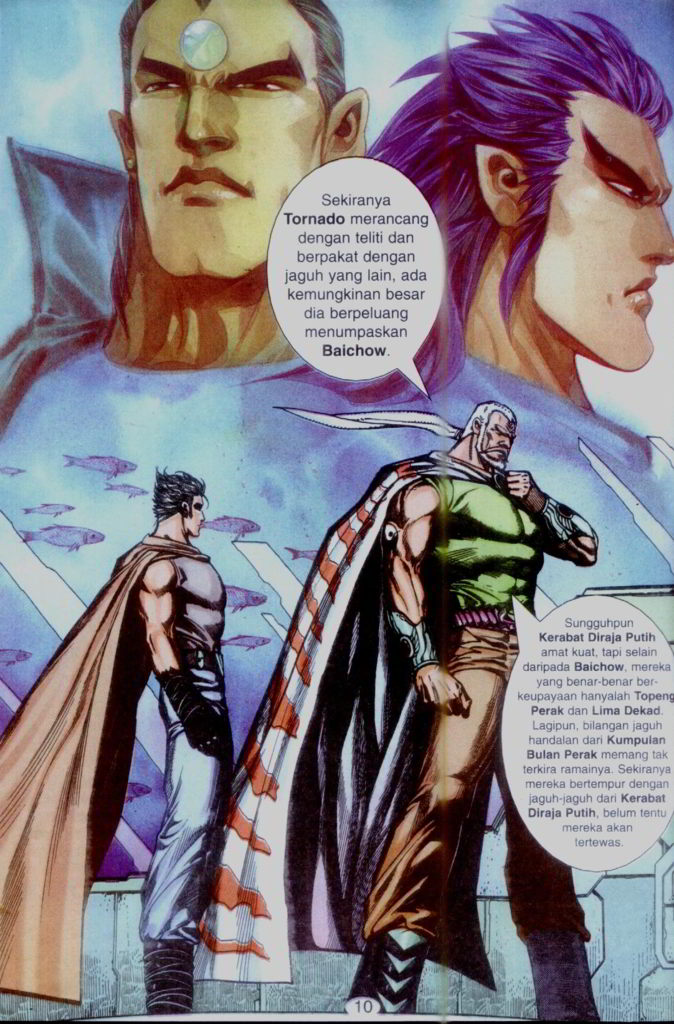 Sekiranya
Tornado merancang
dengan teliti dan
berpakat dengan
jaguh yang lain, ada
kemungkinan besar
dia berpeluang
menumpaskan
Baichow.
Sungguhpun
Kerabat Diraja Putih
amat kuat, tapi selain
daripada Baichow, mereka
yang benar-benar ber-
keupayaan hanyalah Topeng
Perak dan Lima Dekad.
Lagipun, bilangan jaguh
handalan dari Kumpulan
Bulan Perak memang tak
terkira ramainya. Sekiranya
mereka bertempur dengan
jaguh-jaguh dari Kerabat
Diraja Putih, belum tentu
mereka akan
tertewas.
10